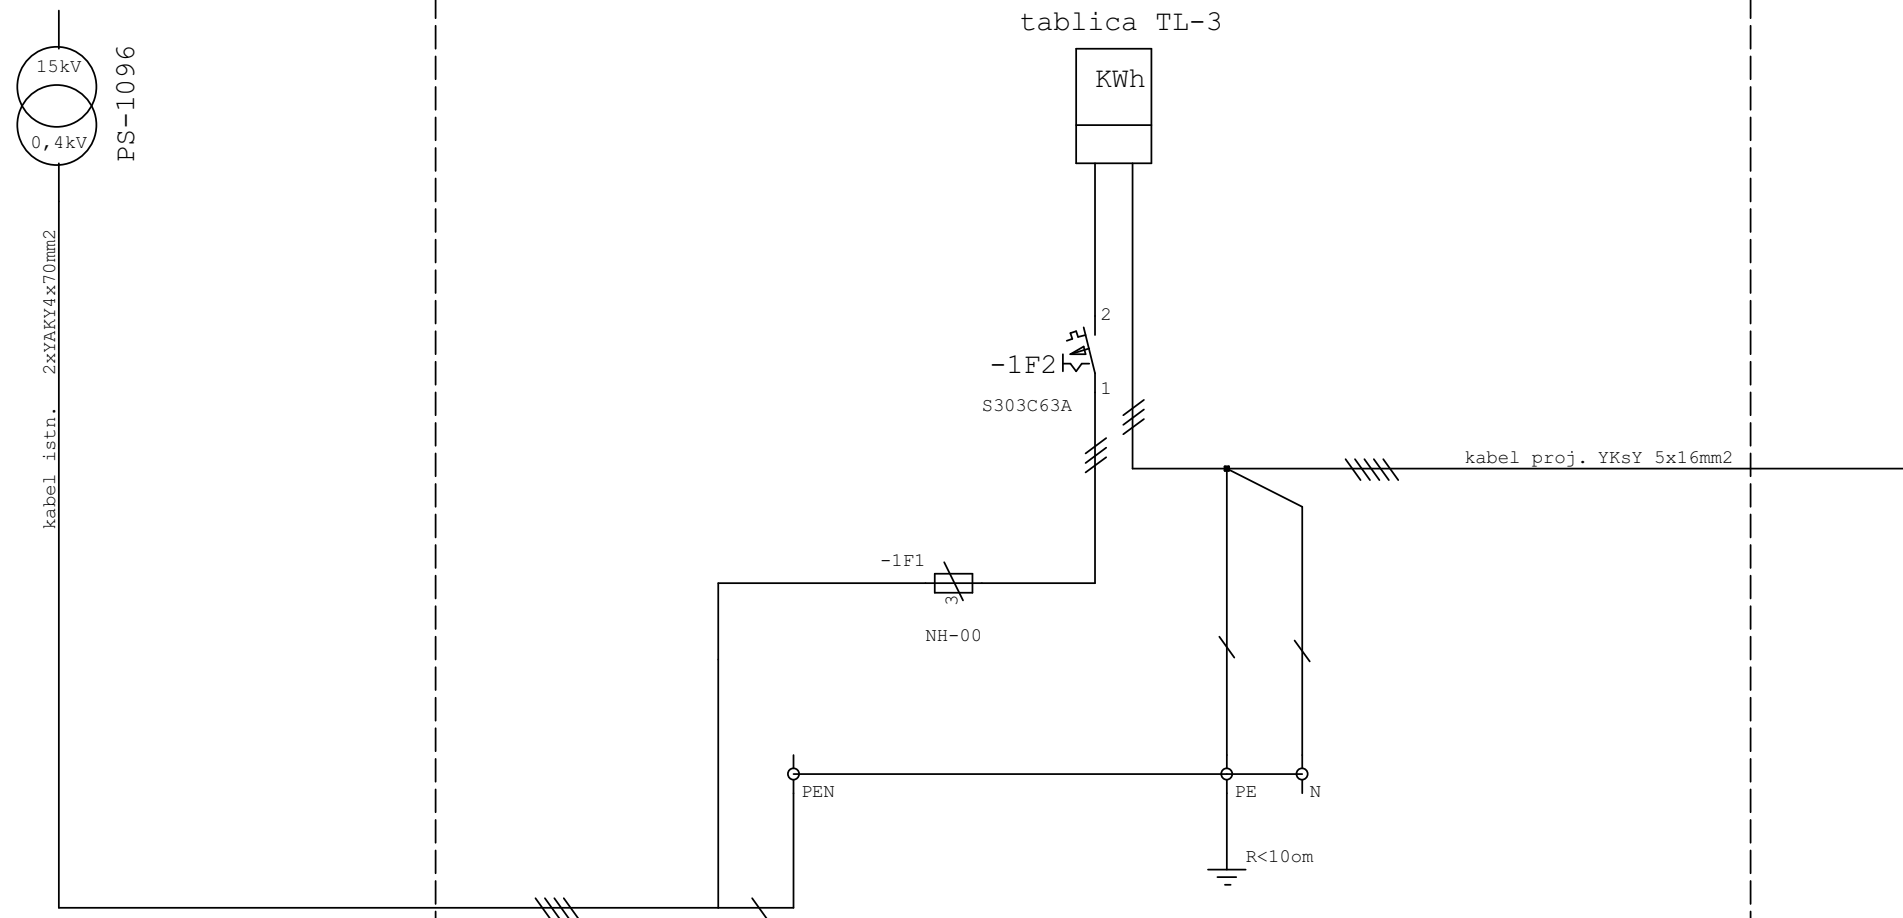 tablica TL-3
15kV
0,4kV
PS-1096
KWh
kabel istn. 2xYAKY4x70mm2
2
-1F2
1
S303C63A
kabel proj. YKsY 5x16mm2
-1F1
3
NH-00
PEN
PE
N
R<10om